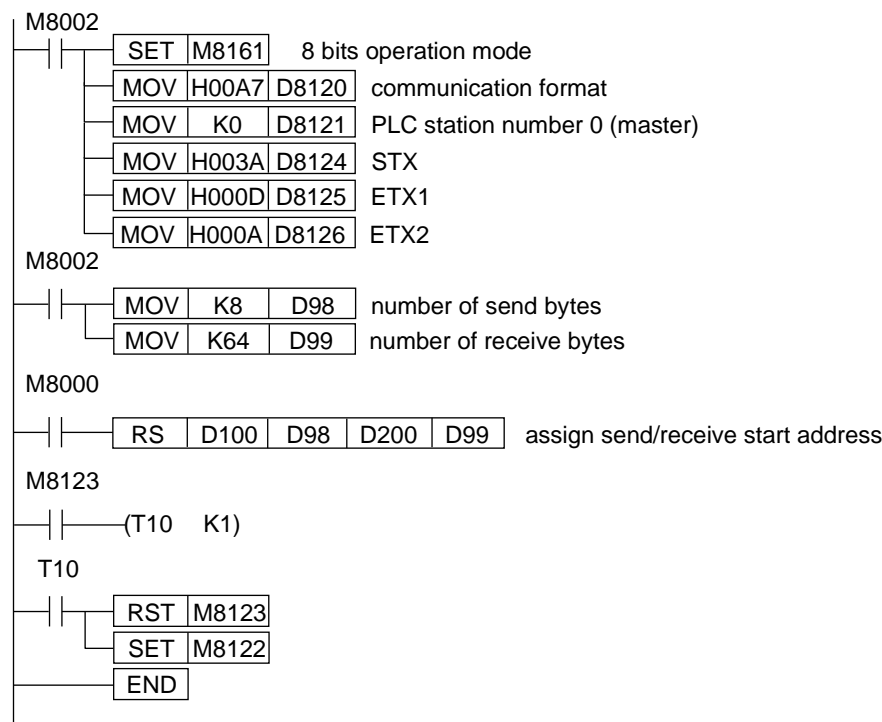 M8002
SET M8161 8 bits operation mode
MOV H00A7 D8120 communication format
MOV K0 D8121 PLC station number 0 (master)
MOV H003A D8124 STX
MOV H000D D8125 ETX1
MOV H000A D8126 ETX2
M8002
MOV K8 D98 number of send bytes
MOV K64 D99 number of receive bytes
M8000
RS D100 D98 D200 D99 assign send/receive start address
M8123
(T10 K1)
T10
RST M8123
SET M8122
END